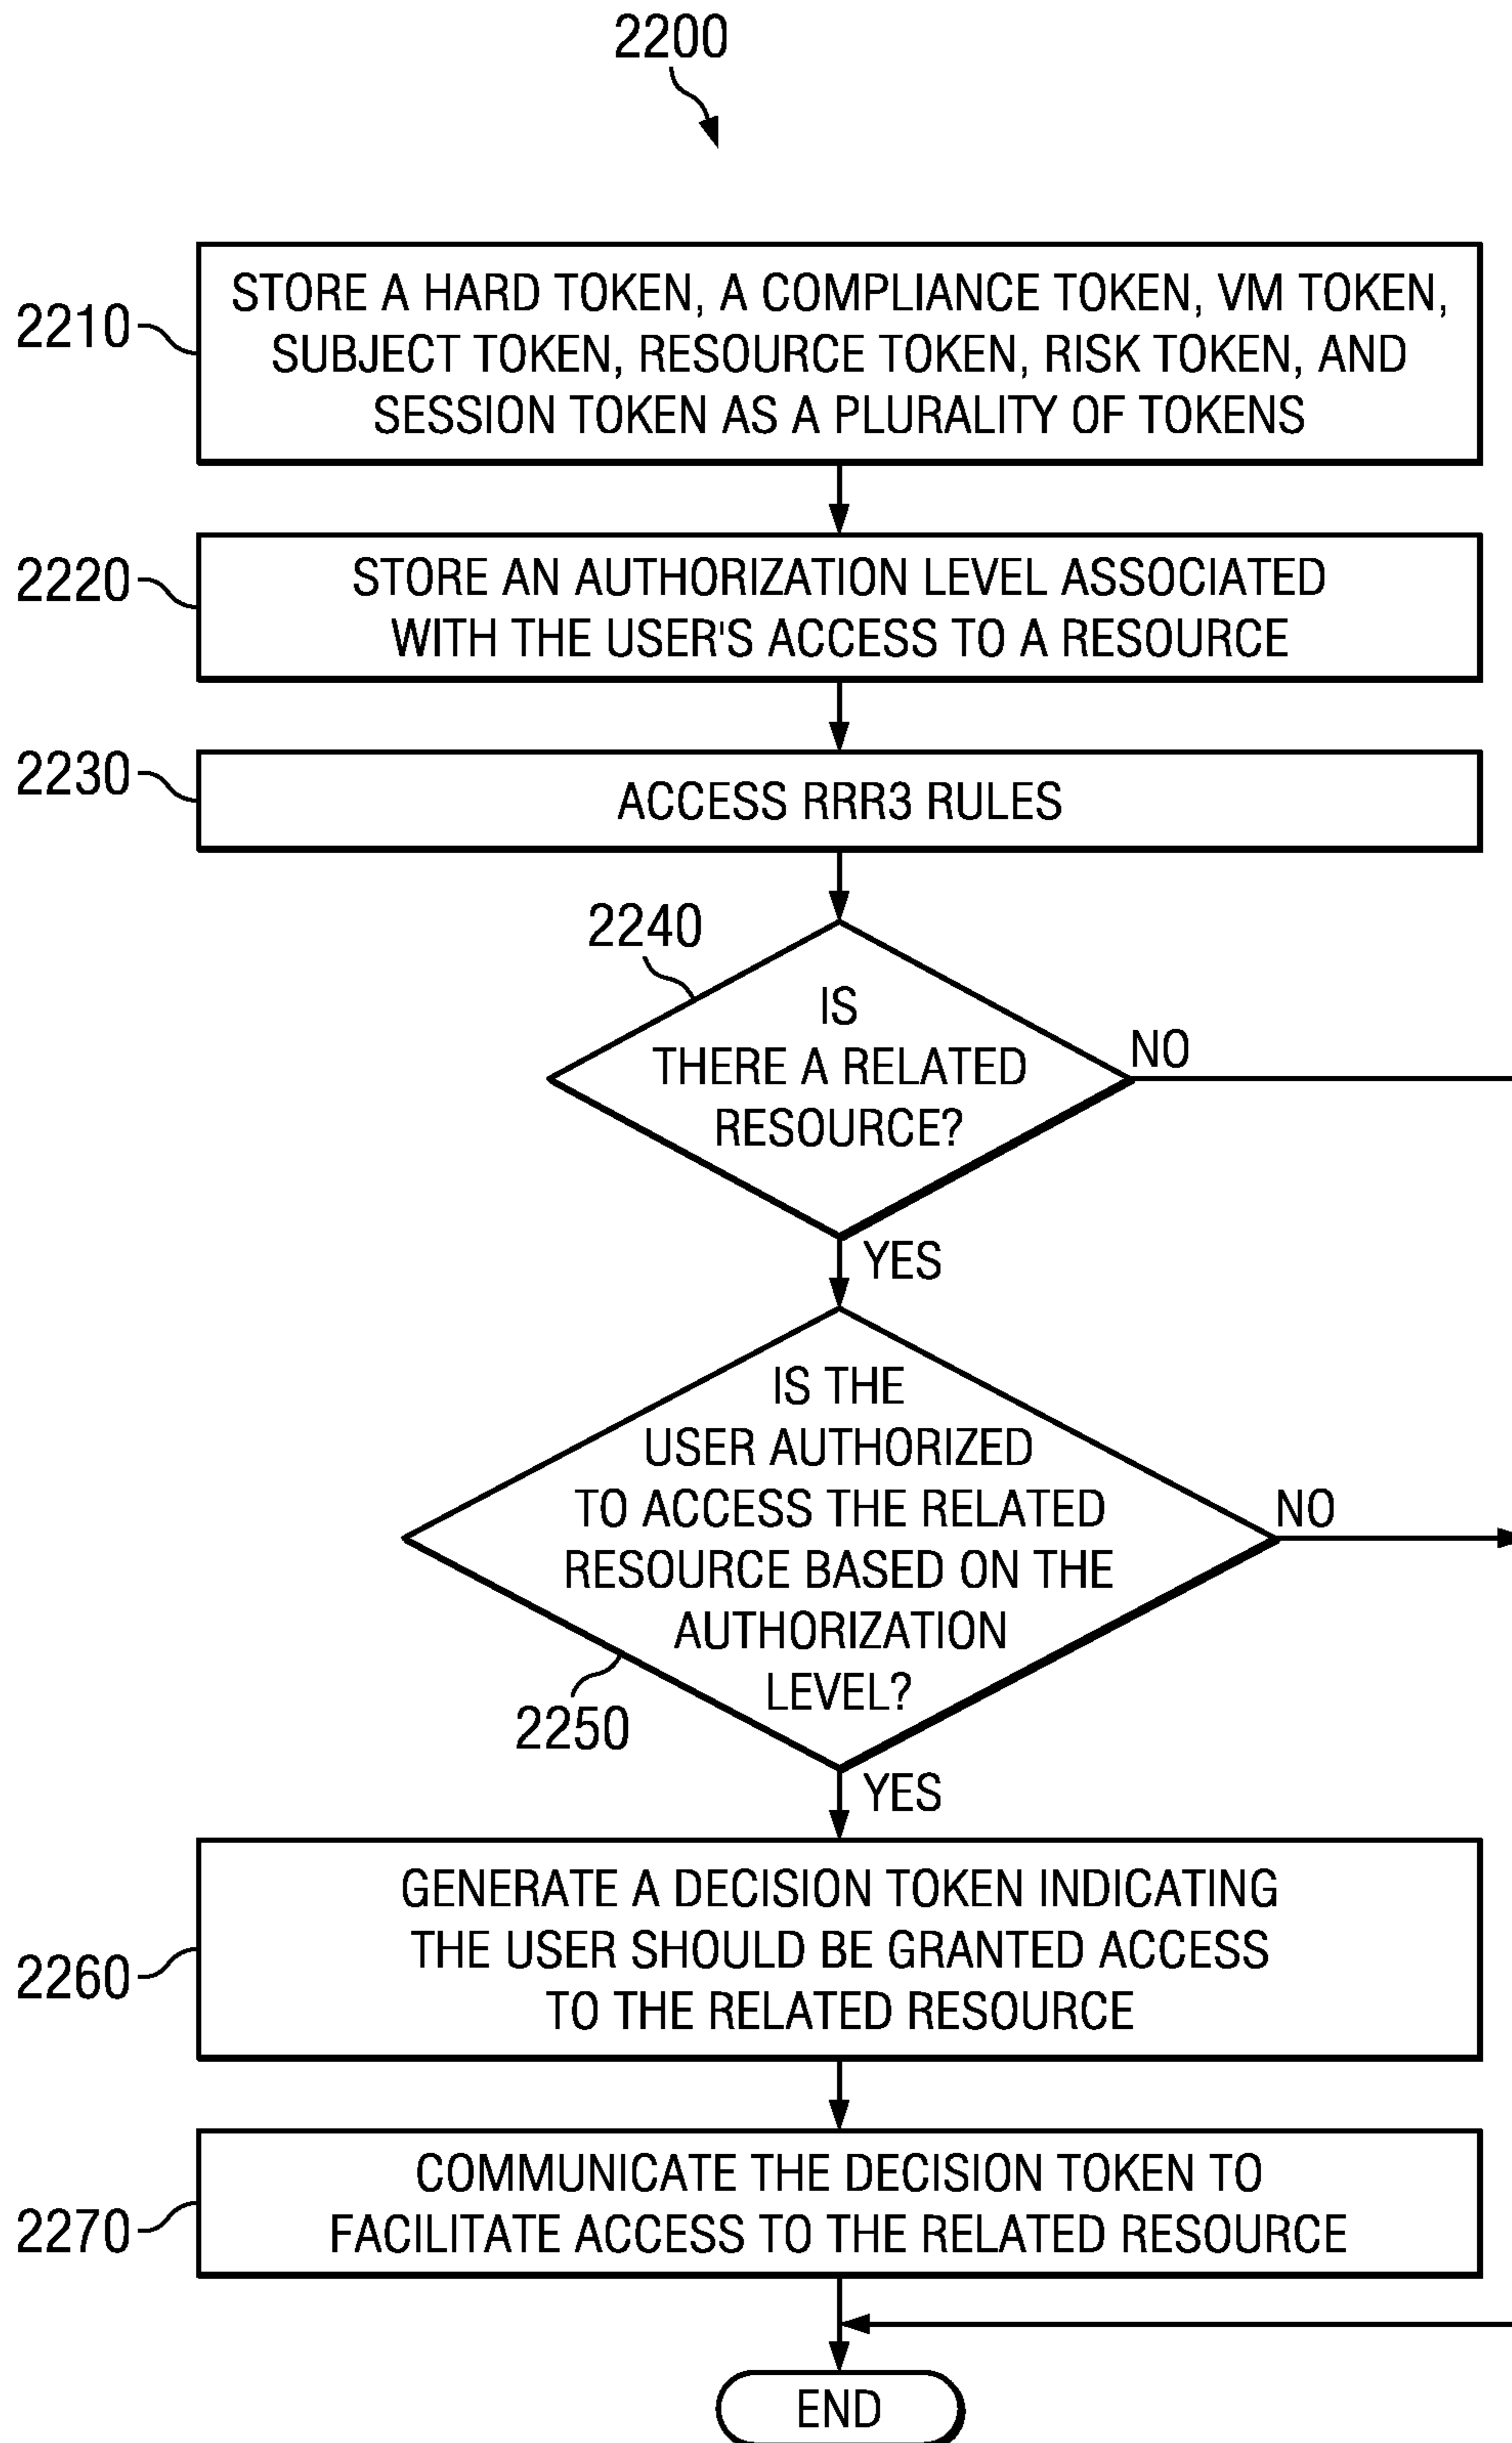 2200
2210
STORE A HARD TOKEN, A COMPLIANCE TOKEN, VM TOKEN,
SUBJECT TOKEN, RESOURCE TOKEN, RISK TOKEN, AND
SESSION TOKEN AS A PLURALITY OF TOKENS
2220
STORE AN AUTHORIZATION LEVEL ASSOCIATED
WITH THE USER'S ACCESS TO A RESOURCE
2230
ACCESS RRR3 RULES
2240
IS
THERE A RELATED
RESOURCE?
NO
YES
IS THE
USER AUTHORIZED
TO ACCESS THE RELATED
RESOURCE BASED ON THE
AUTHORIZATION
LEVEL?
NO
2250
YES
2260
GENERATE A DECISION TOKEN INDICATING
THE USER SHOULD BE GRANTED ACCESS
TO THE RELATED RESOURCE
2270
COMMUNICATE THE DECISION TOKEN TO
FACILITATE ACCESS TO THE RELATED RESOURCE
END